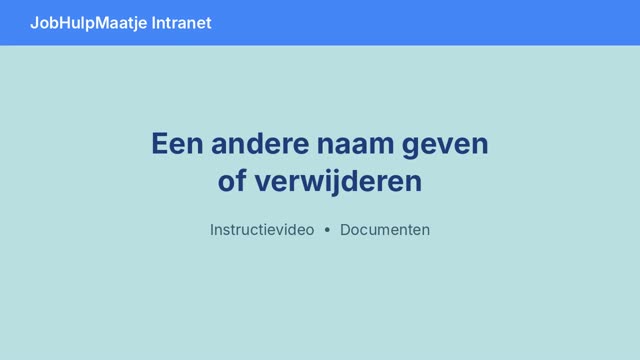 JobHulpMaatje Intranet
Een andere naam geven
of verwijderen
Instructievideo • Documenten